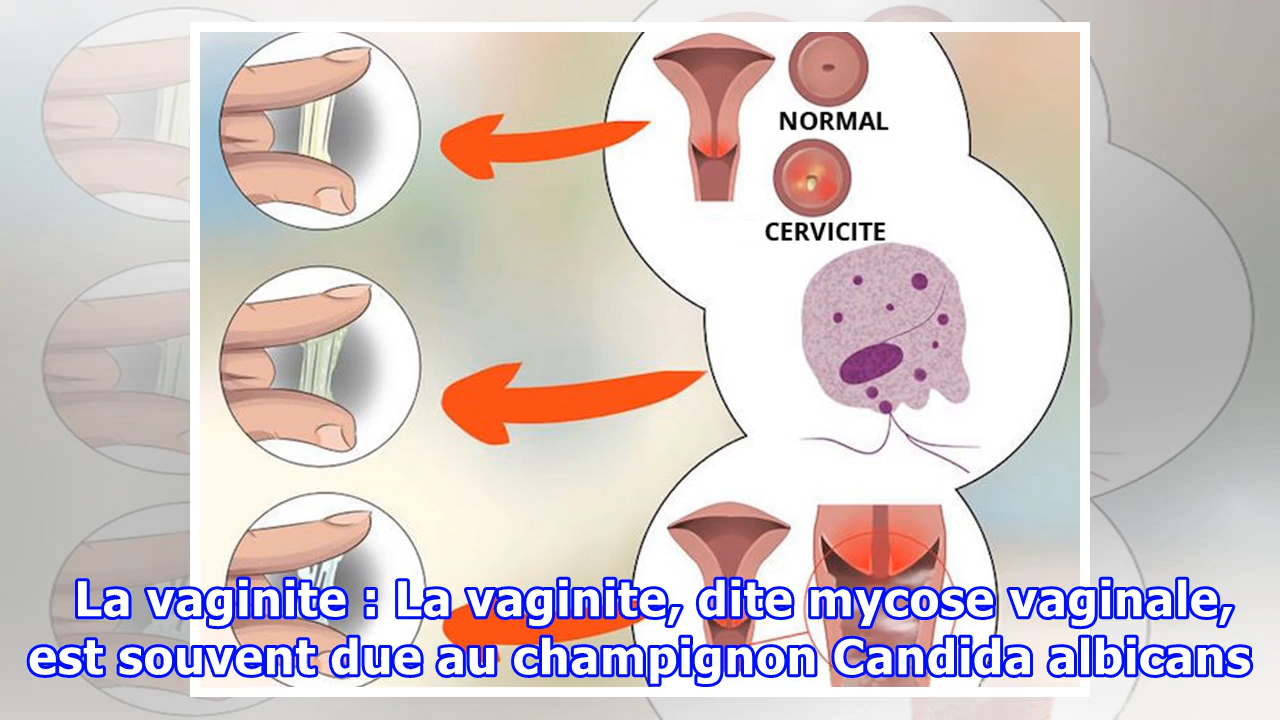 NORMAL
CERVICITE
La vaginite : La vaginite, dite mycose vaginale,
est souvent due au champignon Candida albicans